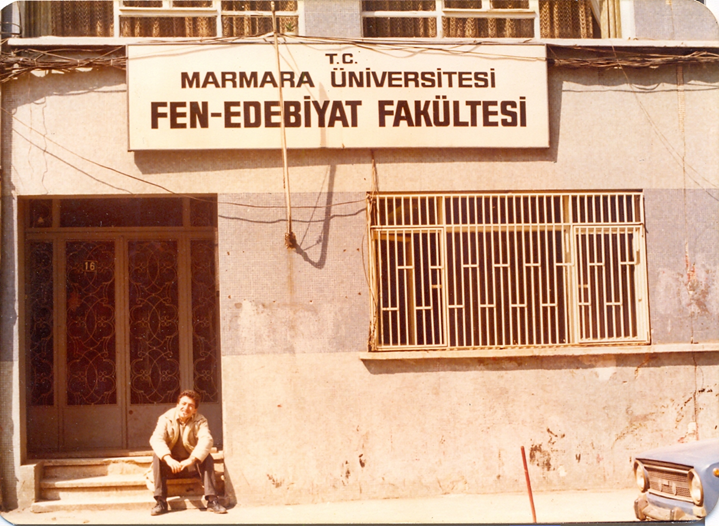 T.C.
MARMARA ÜNİVERSİTESİ
FEN-EDEBİYAT FAKÜLTESİ
16